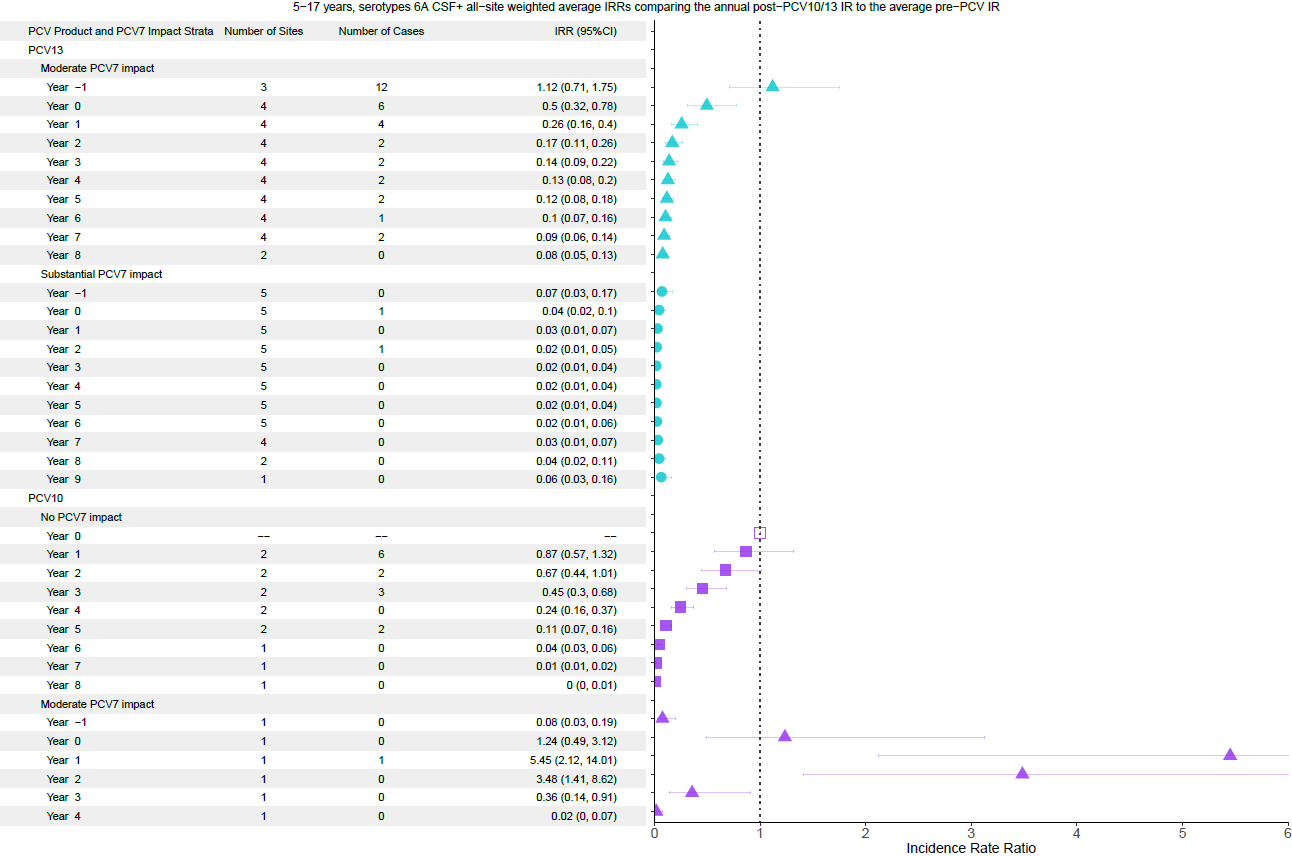 5−17 years, serotypes 6A CSF+ all−site weighted average IRRs comparing the annual post−PCV10/13 IR to the average pre−PCV IR
PCV Product and PCV7 Impact Strata Number of Sites Number of Cases IRR (95%CI)
PCV13
Moderate PCV7 impact
Year −1 3 12 1.12 (0.71, 1.75)
Year 0 4 6 0.5 (0.32, 0.78)
Year 1 4 4 0.26 (0.16, 0.4)
Year 2 4 2 0.17 (0.11, 0.26)
Year 3 4 2 0.14 (0.09, 0.22)
Year 4 4 2 0.13 (0.08, 0.2)
Year 5 4 2 0.12 (0.08, 0.18)
Year 6 4 1 0.1 (0.07, 0.16)
Year 7 4 2 0.09 (0.06, 0.14)
Year 8 2 0 0.08 (0.05, 0.13)
Substantial PCV7 impact
Year −1 5 0 0.07 (0.03, 0.17)
Year 0 5 1 0.04 (0.02, 0.1)
Year 1 5 0 0.03 (0.01, 0.07)
Year 2 5 1 0.02 (0.01, 0.05)
Year 3 5 0 0.02 (0.01, 0.04)
Year 4 5 0 0.02 (0.01, 0.04)
Year 5 5 0 0.02 (0.01, 0.04)
Year 6 5 0 0.02 (0.01, 0.06)
Year 7 4 0 0.03 (0.01, 0.07)
Year 8 2 0 0.04 (0.02, 0.11)
Year 9 1 0 0.06 (0.03, 0.16)
PCV10
No PCV7 impact
Year 0 −− −− −−
Year 1 2 6 0.87 (0.57, 1.32)
Year 2 2 2 0.67 (0.44, 1.01)
Year 3 2 3 0.45 (0.3, 0.68)
Year 4 2 0 0.24 (0.16, 0.37)
Year 5 2 2 0.11 (0.07, 0.16)
Year 6 1 0 0.04 (0.03, 0.06)
Year 7 1 0 0.01 (0.01, 0.02)
Year 8 1 0 0 (0, 0.01)
Moderate PCV7 impact
Year −1 1 0 0.08 (0.03, 0.19)
Year 0 1 0 1.24 (0.49, 3.12)
Year 1 1 1 5.45 (2.12, 14.01)
Year 2 1 0 3.48 (1.41, 8.62)
Year 3 1 0 0.36 (0.14, 0.91)
Year 4 1 0 0.02 (0, 0.07)
0 1 2 3 4 5 6
Incidence Rate Ratio